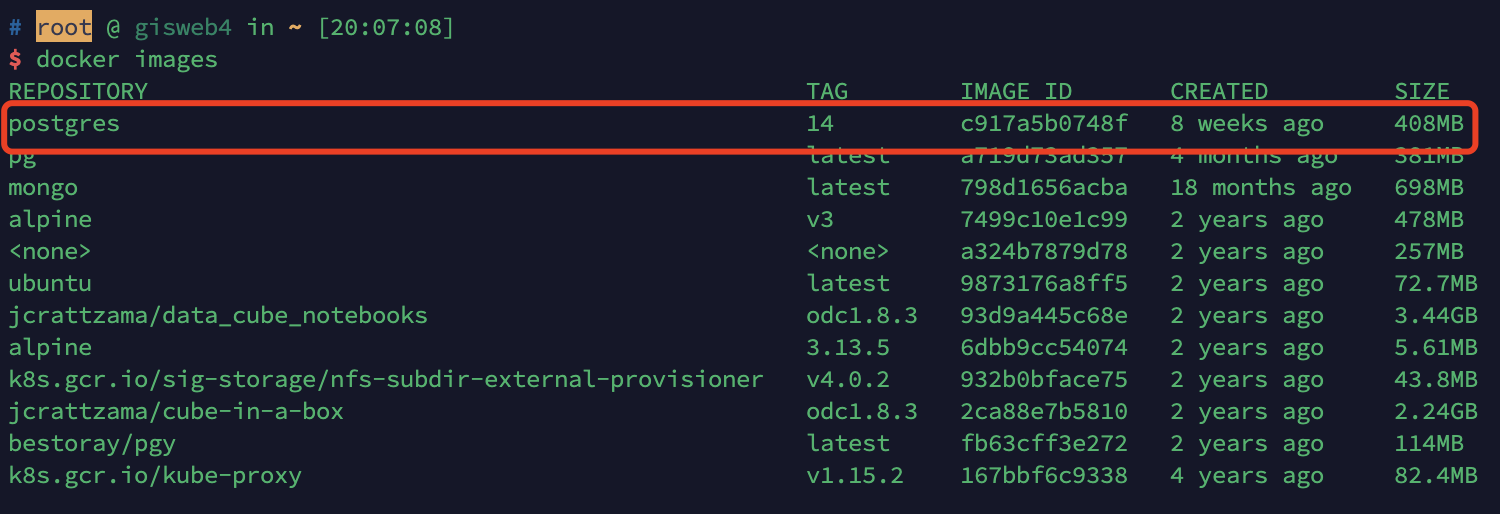 # root @ gisweb4 in ~ [20:07:08]
$ docker images
REPOSITORY TAG IMAGE ID CREATED SIZE
postgres 14 c917a5b0748f 8 weeks ago 408MB
pg latest a719d73ad357 4 months ago 381MB
mongo latest 798d1656acba 18 months ago 698MB
alpine v3 7499c10e1c99 2 years ago 478MB
<none> <none> a324b7879d78 2 years ago 257MB
ubuntu latest 9873176a8ff5 2 years ago 72.7MB
jcrattzama/data_cube_notebooks odc1.8.3 93d9a445c68e 2 years ago 3.44GB
alpine 3.13.5 6dbb9cc54074 2 years ago 5.61MB
k8s.gcr.io/sig-storage/nfs-subdir-external-provisioner v4.0.2 932b0bface75 2 years ago 43.8MB
jcrattzama/cube-in-a-box odc1.8.3 2ca88e7b5810 2 years ago 2.24GB
bestoray/pgy latest fb63cff3e272 2 years ago 114MB
k8s.gcr.io/kube-proxy v1.15.2 167bbf6c9338 4 years ago 82.4MB